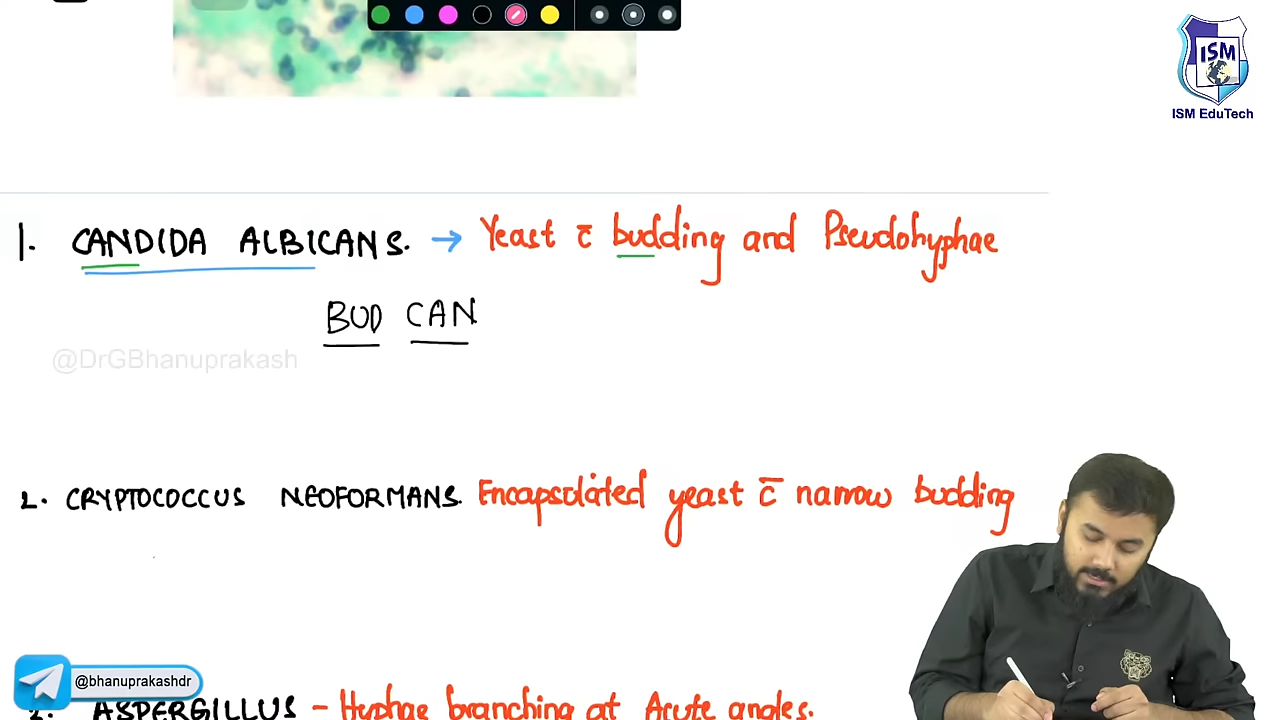 ISM
ISM EduTech
1. CANDIDA ALBICANS. → Yeast c̄ budding and Pseudohyphae
BUD CAN
@DrGBhanuprakash
2. CRYPTOCOCCUS NEOFORMANS. Encapsulated yeast c̄ narrow budding
@bhanuprakashdr
ASPERGILLUS - Hyphae branching at Acute angles.